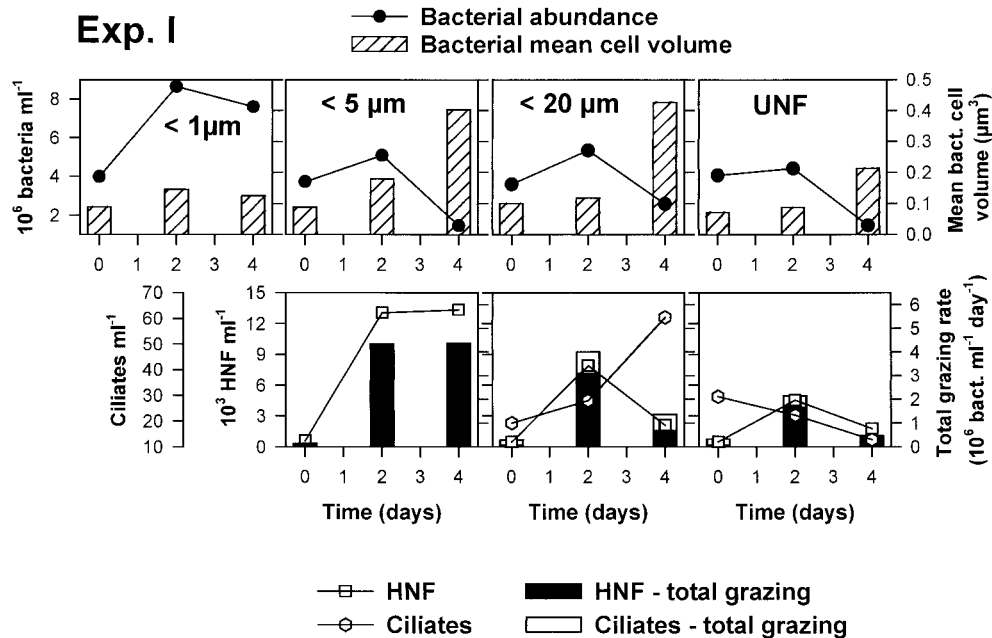 Exp. I
Bacterial abundance
Bacterial mean cell volume
10⁶ bacteria ml⁻¹
8
6
4
2
< 1µm
< 5 µm
< 20 µm
UNF
0.5
0.4
0.3
0.2
0.1
0.0
Mean bact. cell
volume (µm³)
0 1 2 3 4 0 1 2 3 4 0 1 2 3 4 0 1 2 3 4
Ciliates ml⁻¹
70
60
50
40
30
20
10
10³ HNF ml⁻¹
15
12
9
6
3
0
6
5
4
3
2
1
0
Total grazing rate
(10⁶ bact. ml⁻¹ day⁻¹)
0 1 2 3 4 0 1 2 3 4 0 1 2 3 4
Time (days) Time (days) Time (days)
HNF
HNF - total grazing
Ciliates
Ciliates - total grazing